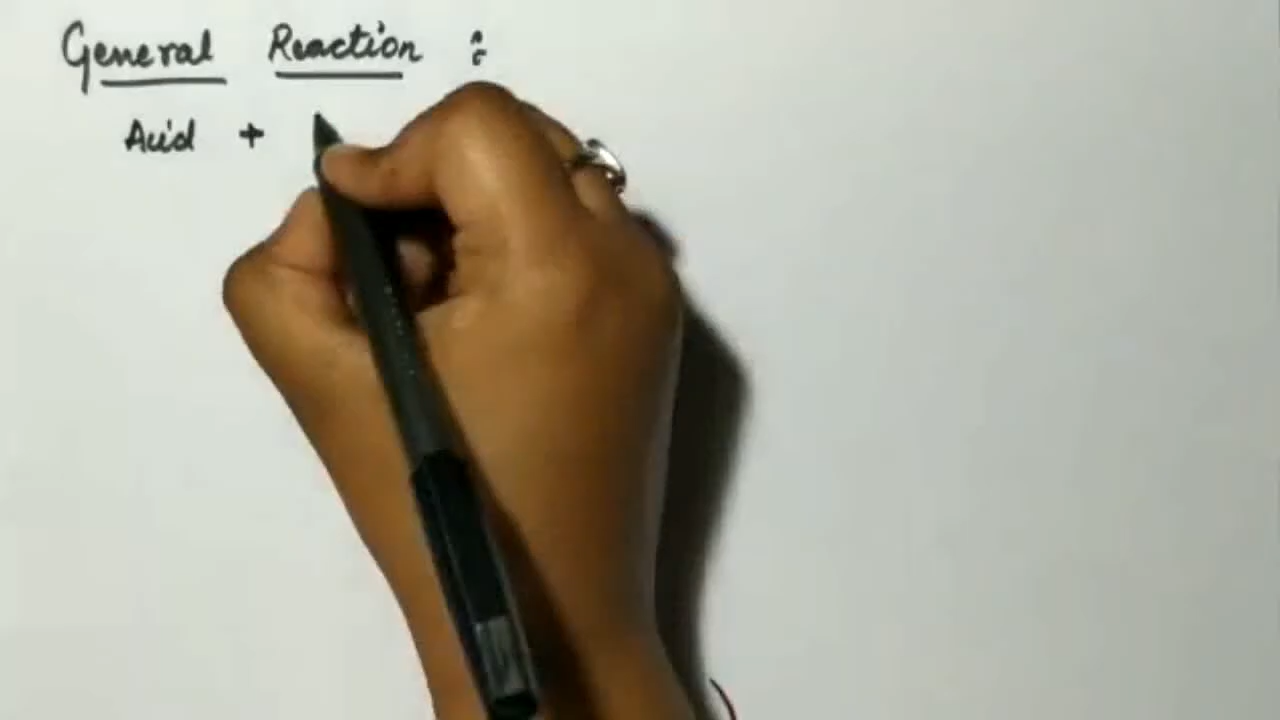 General Reaction :
Acid +